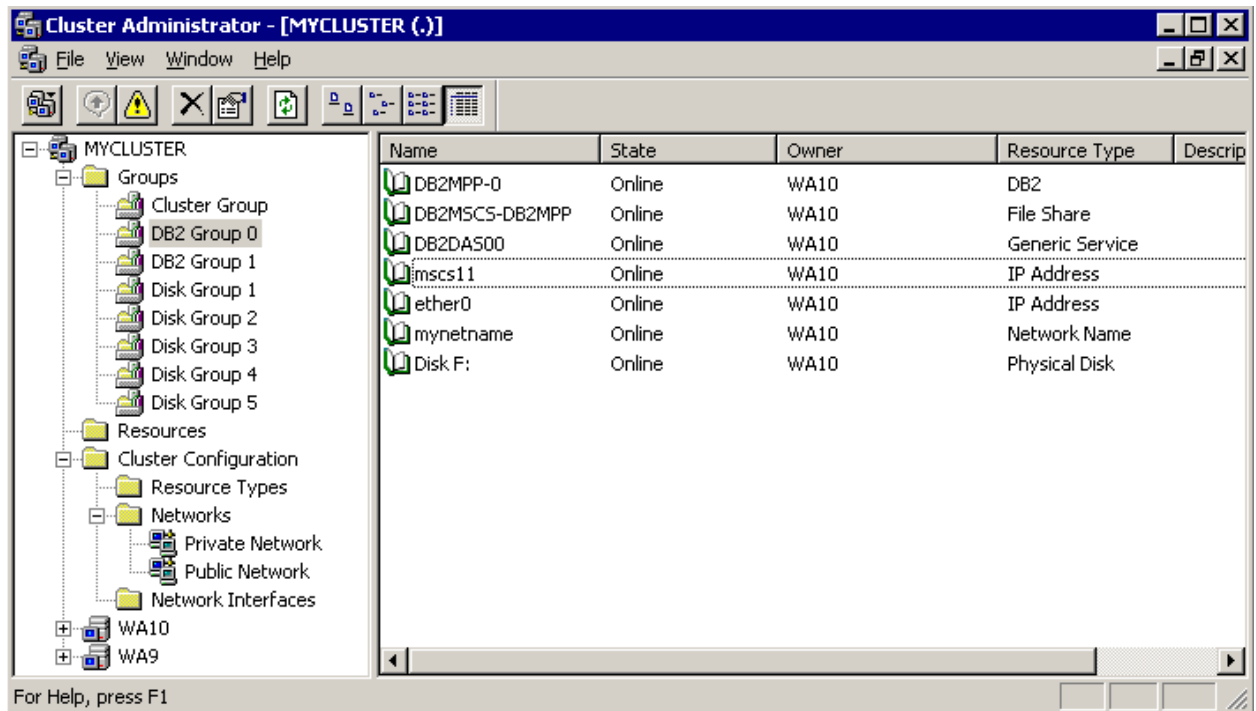 Cluster Administrator - [MYCLUSTER (.)]
File View Window Help
MYCLUSTER
Groups
Cluster Group
DB2 Group 0
DB2 Group 1
Disk Group 1
Disk Group 2
Disk Group 3
Disk Group 4
Disk Group 5
Resources
Cluster Configuration
Resource Types
Networks
Private Network
Public Network
Network Interfaces
WA10
WA9
Name State Owner Resource Type Descrip
DB2MPP-0 Online WA10 DB2
DB2MSCS-DB2MPP Online WA10 File Share
DB2DAS00 Online WA10 Generic Service
mscs11 Online WA10 IP Address
ether0 Online WA10 IP Address
mynetname Online WA10 Network Name
Disk F: Online WA10 Physical Disk
For Help, press F1